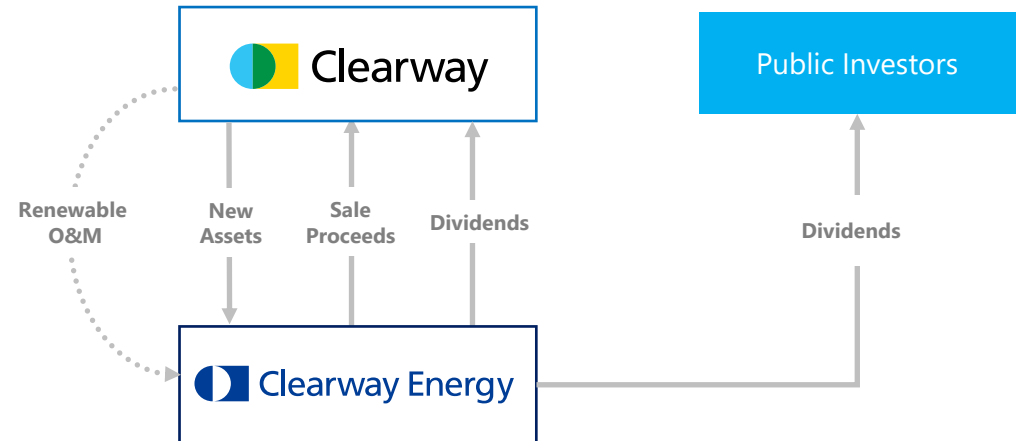 Clearway
Public Investors
Renewable
O&M
New
Assets
Sale
Proceeds
Dividends
Dividends
Clearway Energy